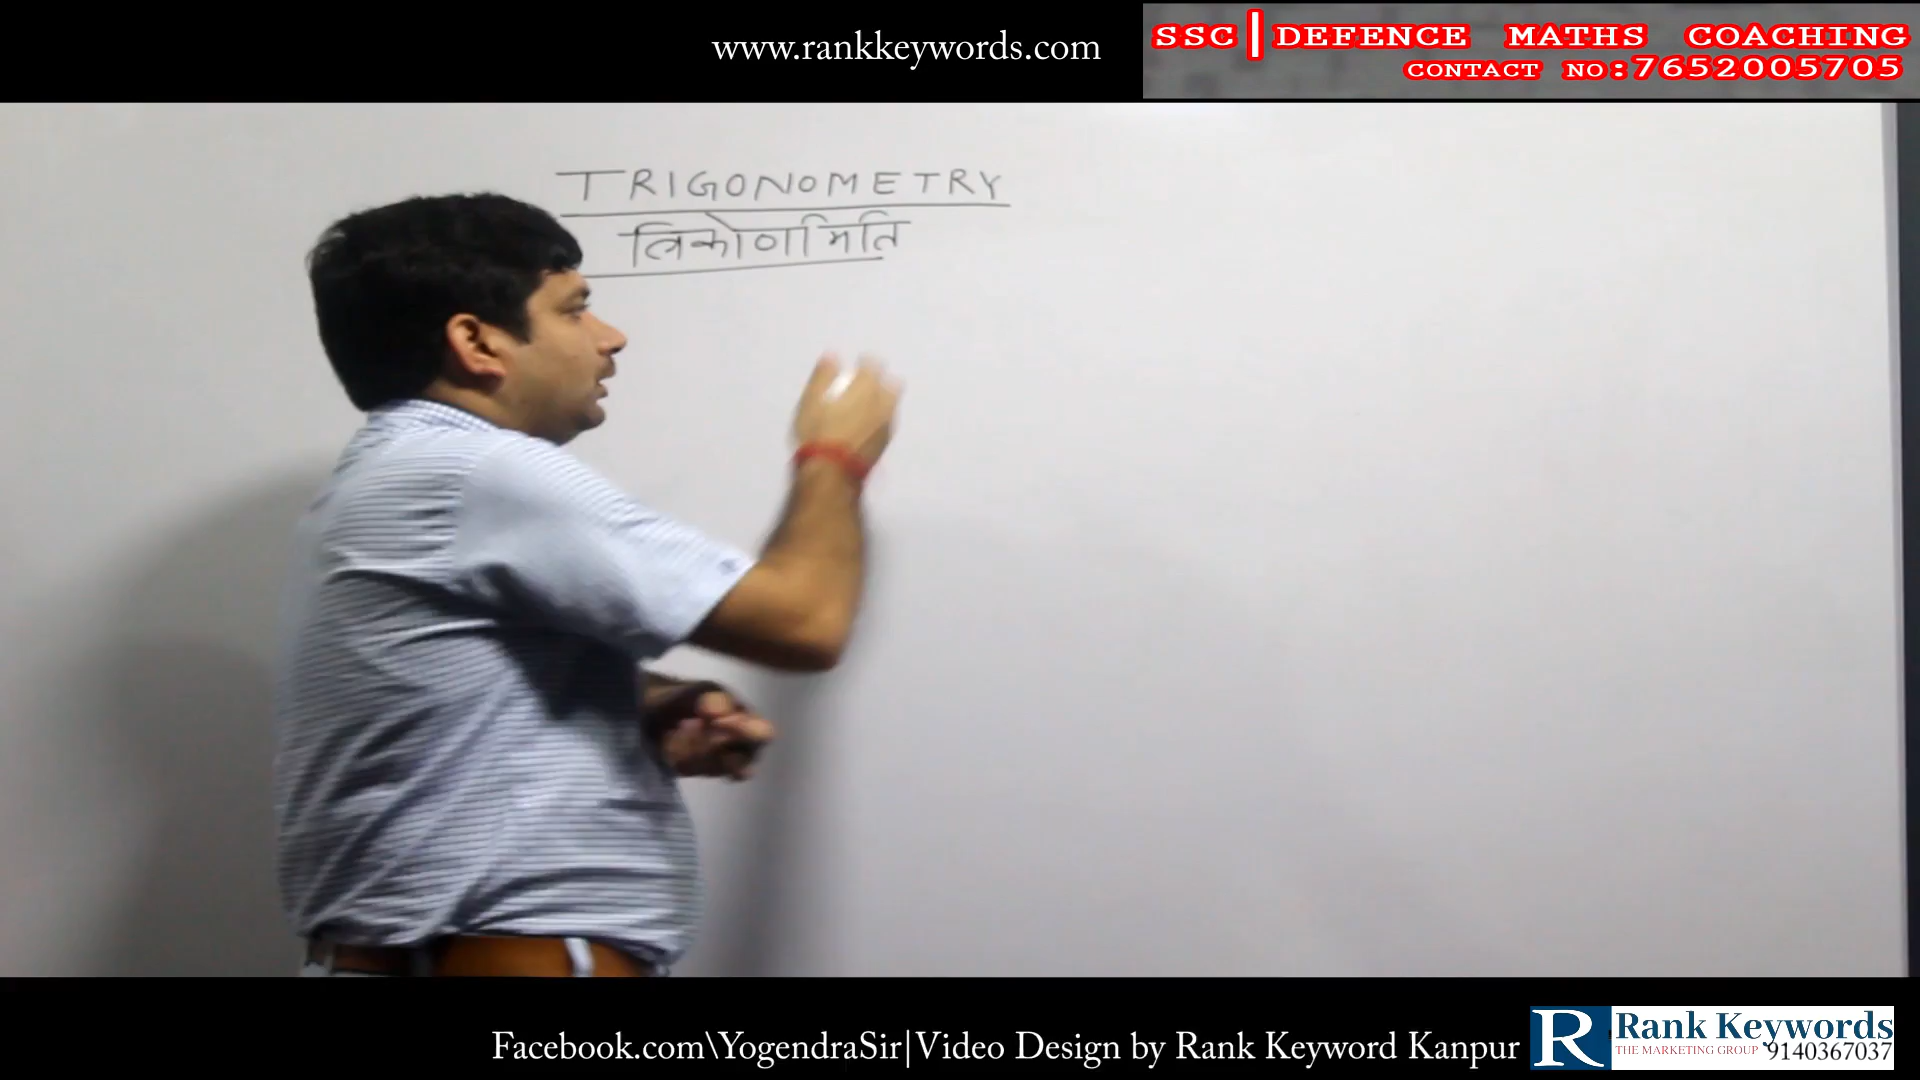 www.rankkeywords.com
SSC|DEFENCE MATHS COACHING
CONTACT NO:7652005705
TRIGONOMETRY
त्रिकोणमिति
Facebook.com\YogendraSir|Video Design by Rank Keyword Kanpur
R Rank Keywords
THE MARKETING GROUP 9140367037